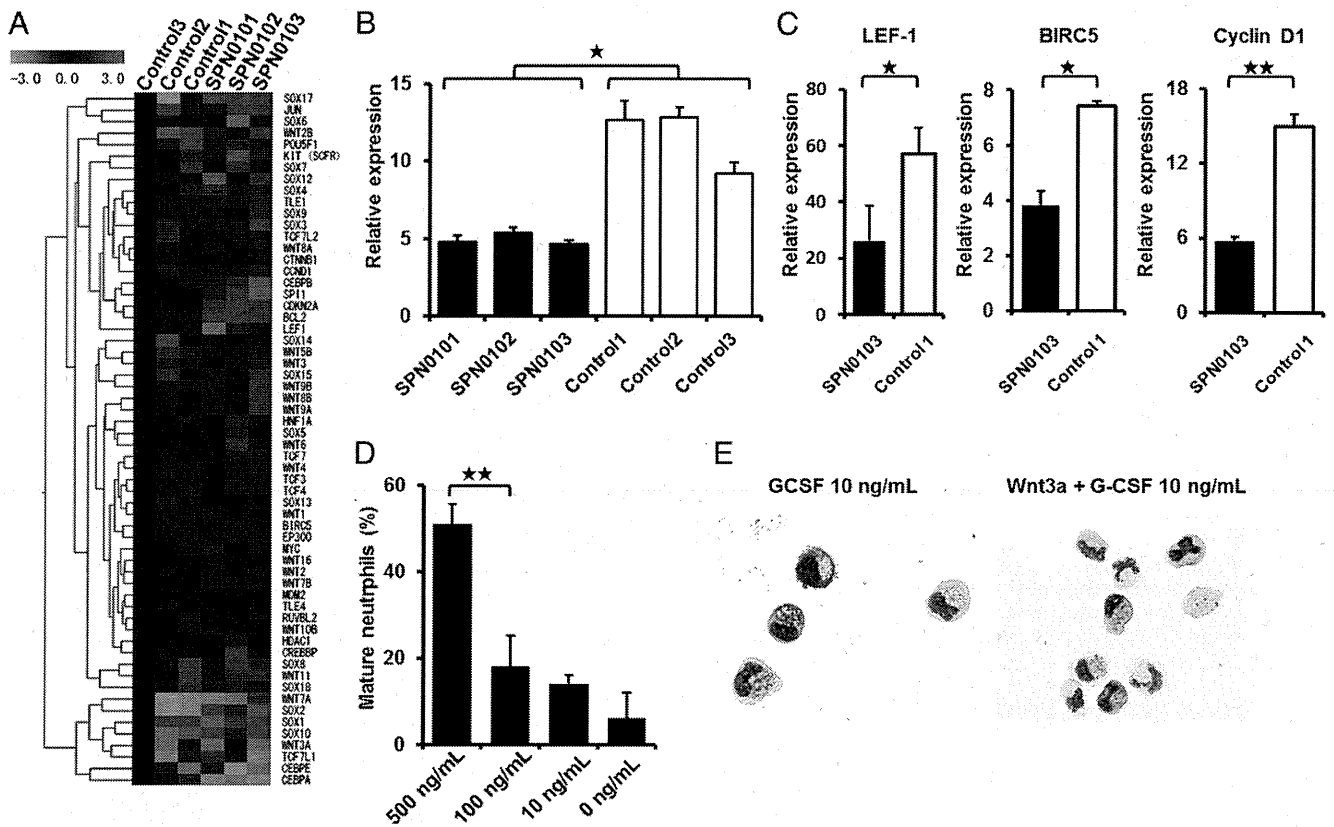 A
Control3
Control2
Control1
SPN0101
SPN0102
SPN0103
-3.0 0.0 3.0
SOX17
JUN
SOX6
WNT2B
POU5F1
KIT (SCFR)
SOX7
SOX12
SOX4
TLE1
SOX9
SOX3
TCF7L2
WNT8A
CTNNB1
CCND1
CEBPB
SPI1
CDKN2A
BCL2
LEF1
SOX14
WNT5B
WNT3
SOX15
WNT9B
WNT8B
WNT9A
HNF1A
SOX5
WNT6
TCF7
WNT4
TCF3
TCF4
SOX13
WNT1
BIRC5
EP300
MYC
WNT16
WNT2
WNT7B
MDM2
TLE4
RUVBL2
WNT10B
HDAC1
CREBBP
SOX8
WNT11
SOX18
WNT7A
SOX2
SOX1
SOX10
WNT3A
TCF7L1
CEBPE
CEBPA
B
Relative expression
15
10
5
0
SPN0101
SPN0102
SPN0103
Control1
Control2
Control3
C
LEF-1
Relative expression
80
60
40
20
0
SPN0103
Control1
BIRC5
Relative expression
8
6
4
2
0
SPN0103
Control1
Cyclin D1
Relative expression
18
12
6
0
SPN0103
Control1
D
Mature neutrphils (%)
60
40
20
0
500 ng/mL
100 ng/mL
10 ng/mL
0 ng/mL
E
GCSF 10 ng/mL
Wnt3a + G-CSF 10 ng/mL